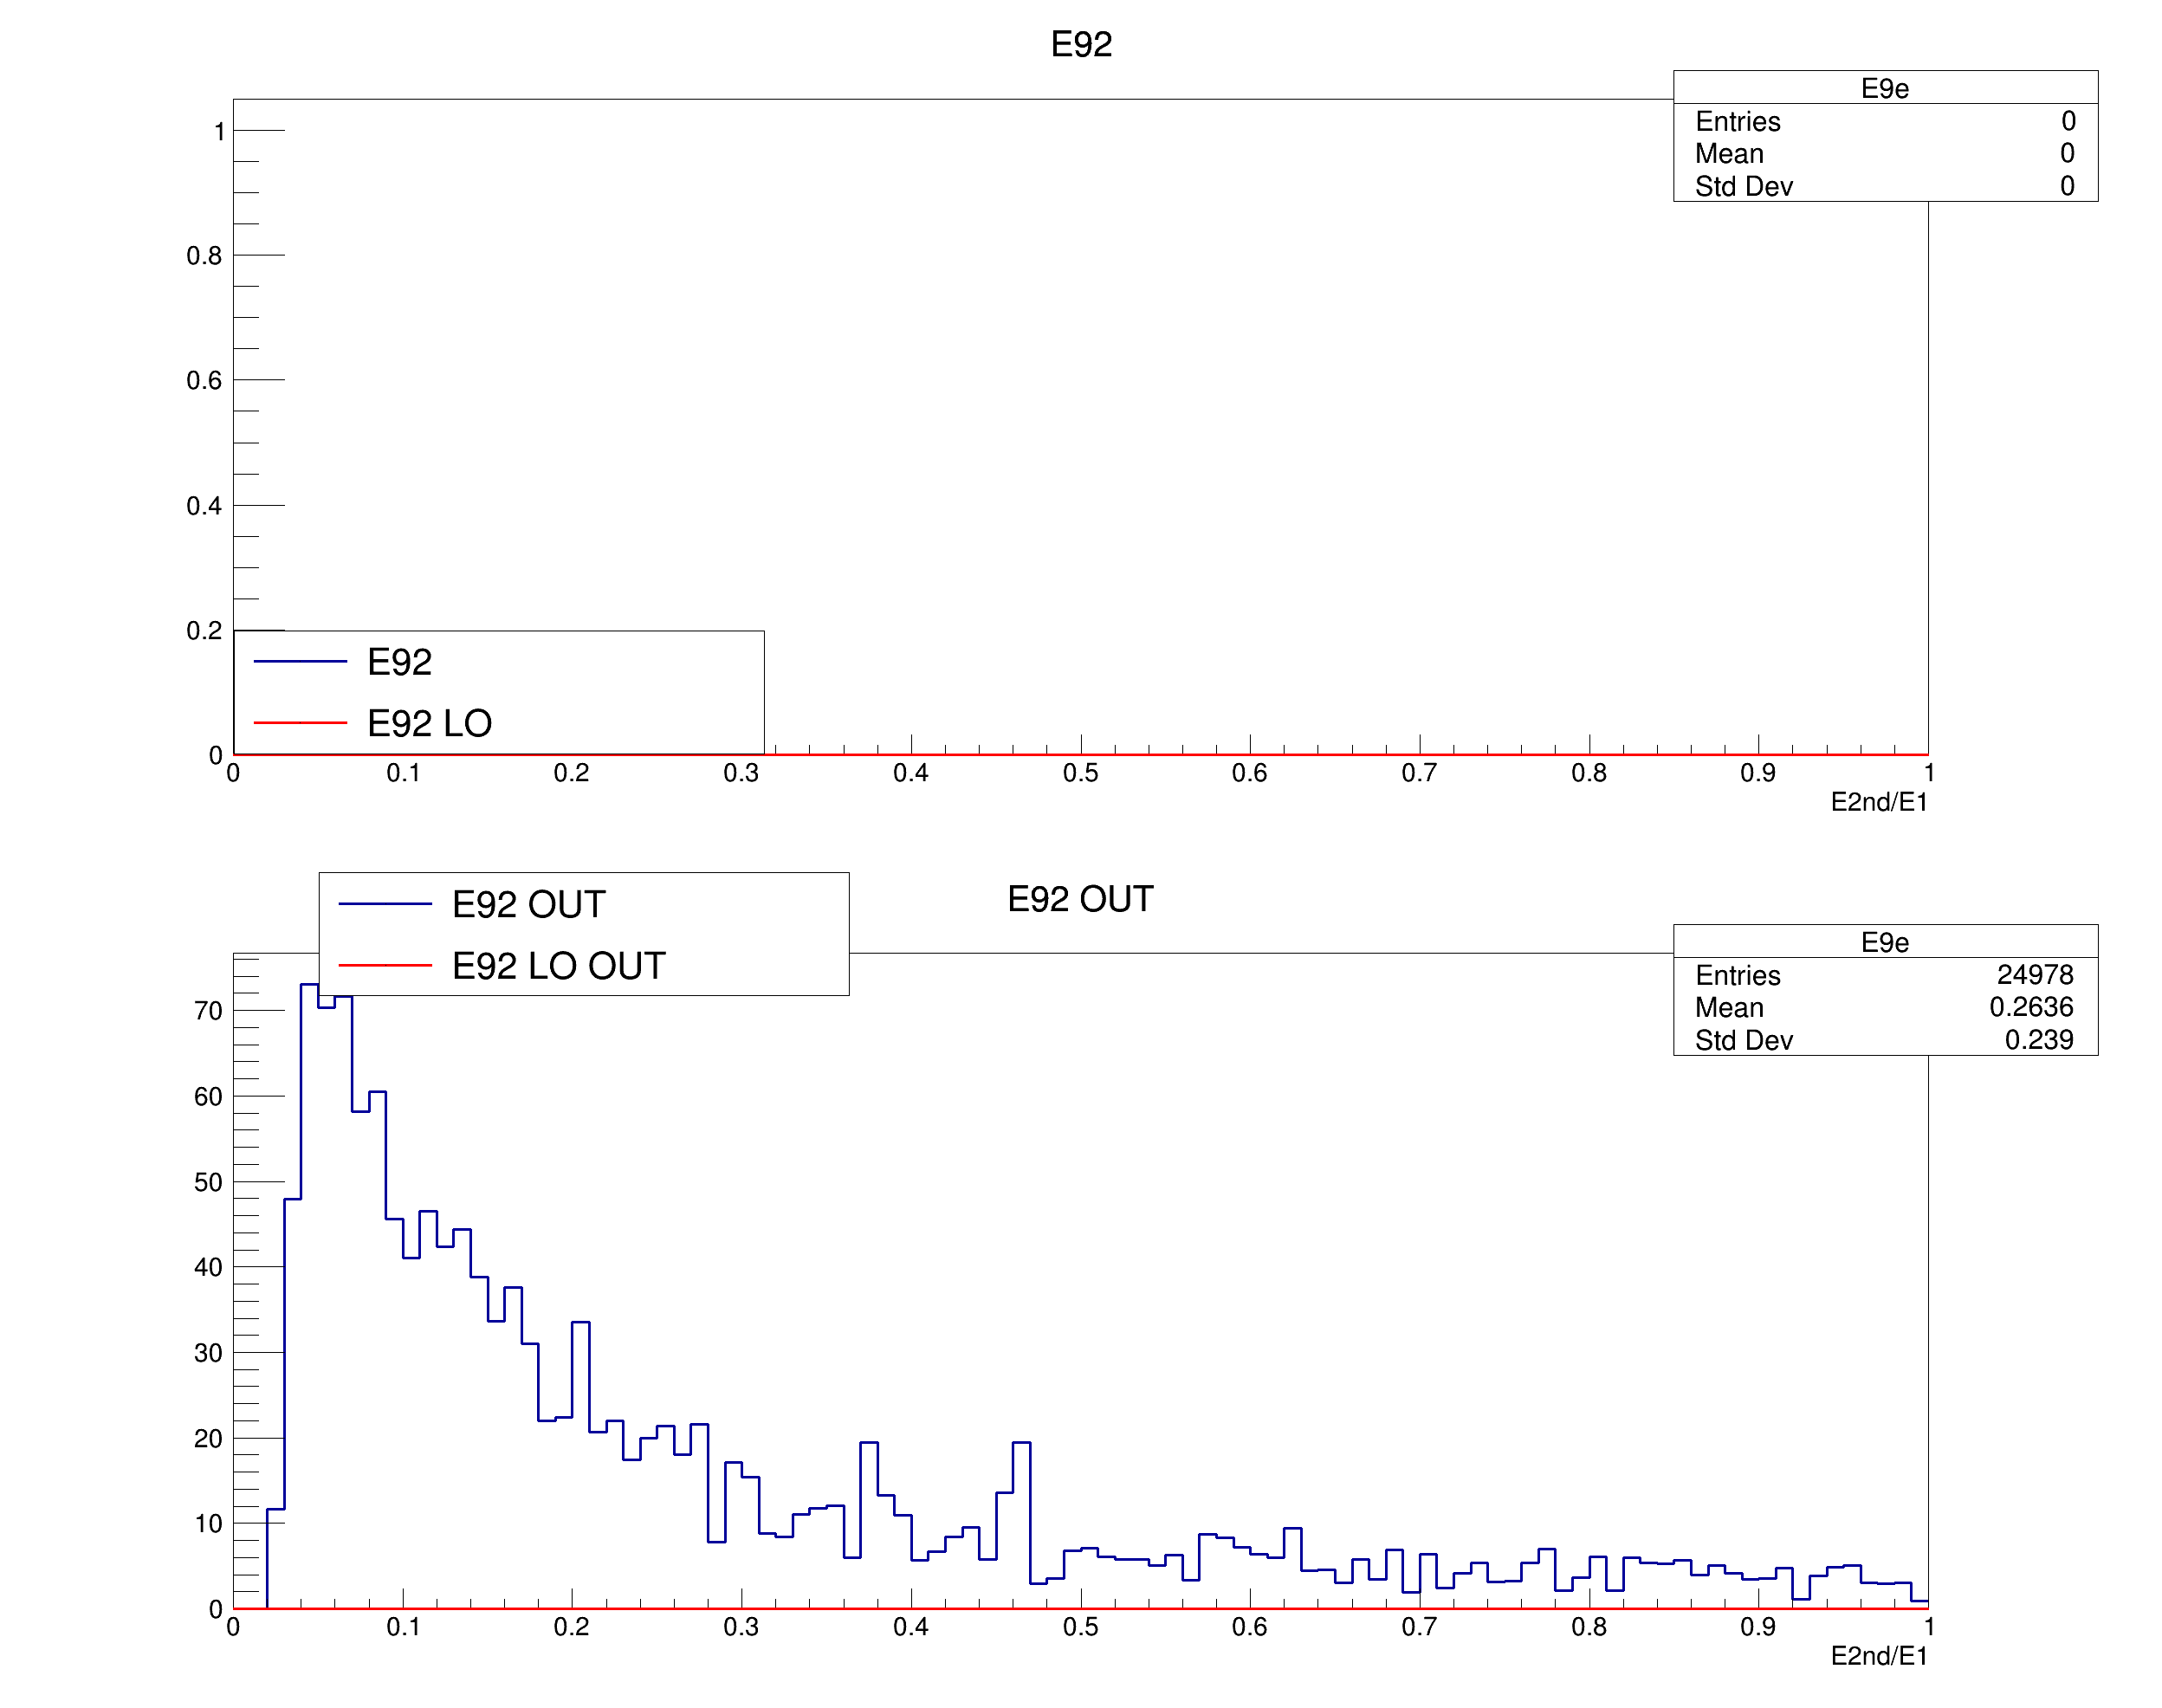 E92
E9e
Entries 0
Mean 0
Std Dev 0
1
0.8
0.6
0.4
0.2
0
E92
E92 LO
0 0.1 0.2 0.3 0.4 0.5 0.6 0.7 0.8 0.9 1
E2nd/E1
E92 OUT
E92 OUT
E92 LO OUT
E9e
Entries 24978
Mean 0.2636
Std Dev 0.239
70
60
50
40
30
20
10
0
0 0.1 0.2 0.3 0.4 0.5 0.6 0.7 0.8 0.9 1
E2nd/E1